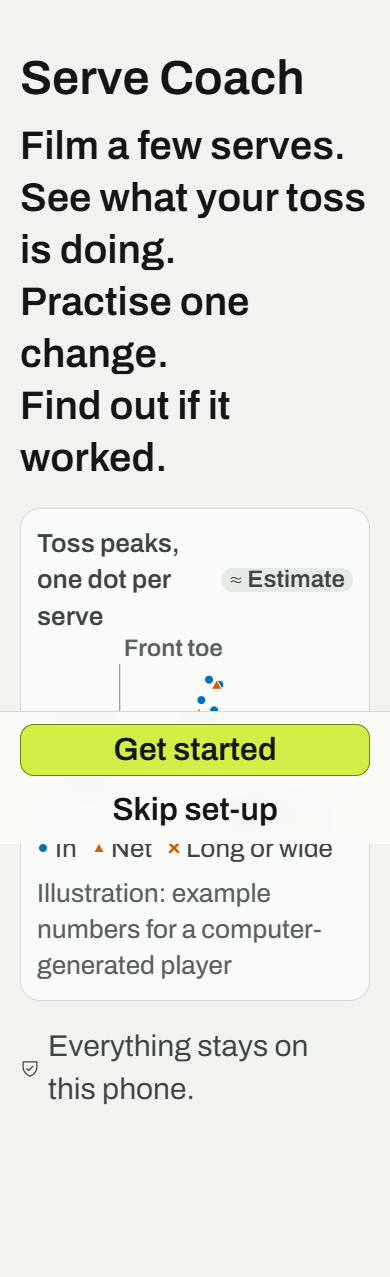 Serve Coach
Film a few serves.
See what your toss
is doing.
Practise one
change.
Find out if it
worked.
Toss peaks,
one dot per
serve
≈ Estimate
Front toe
Get started
Skip set-up
In Net Long or wide
Illustration: example
numbers for a computer-
generated player
Everything stays on
this phone.